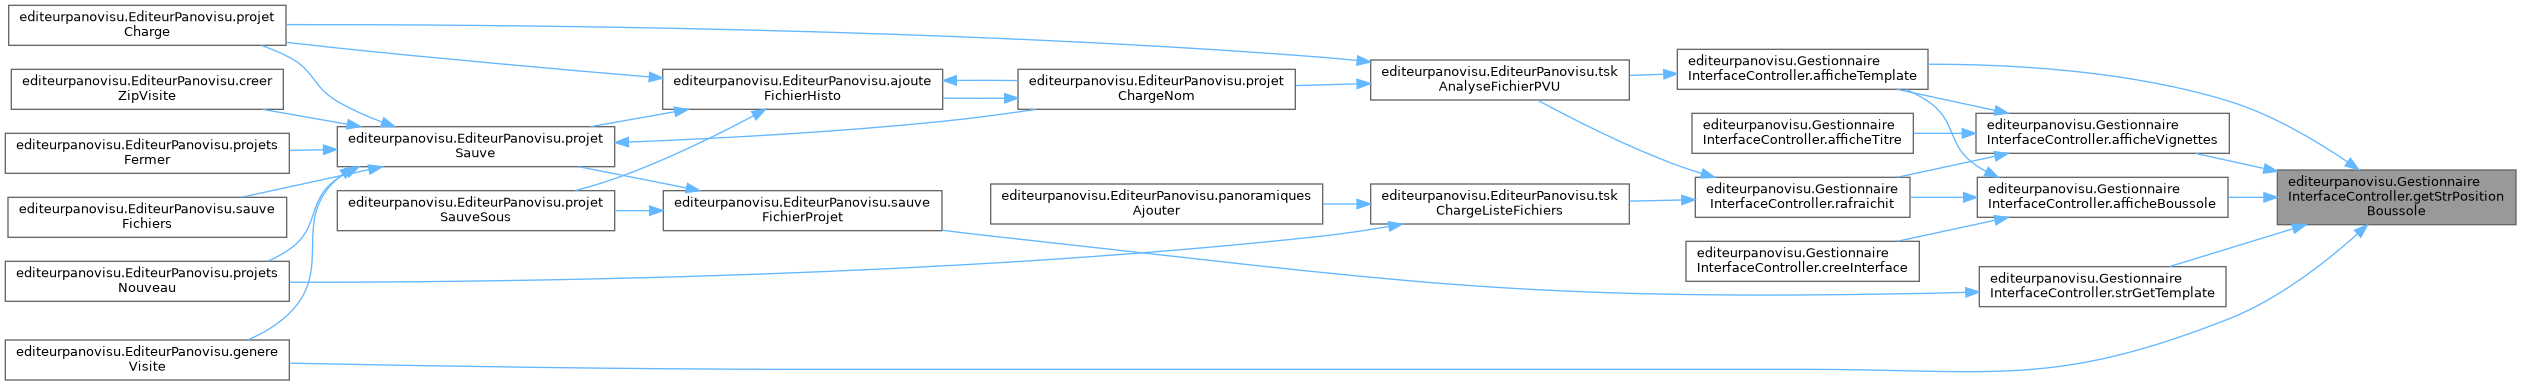 editeurpanovisu.EditeurPanovisu.projet
Charge
editeurpanovisu.EditeurPanovisu.creer
ZipVisite
editeurpanovisu.EditeurPanovisu.projets
Fermer
editeurpanovisu.EditeurPanovisu.sauve
Fichiers
editeurpanovisu.EditeurPanovisu.projets
Nouveau
editeurpanovisu.EditeurPanovisu.genere
Visite
editeurpanovisu.EditeurPanovisu.projet
Sauve
editeurpanovisu.EditeurPanovisu.projet
SauveSous
editeurpanovisu.EditeurPanovisu.ajoute
FichierHisto
editeurpanovisu.EditeurPanovisu.sauve
FichierProjet
editeurpanovisu.EditeurPanovisu.projet
ChargeNom
editeurpanovisu.EditeurPanovisu.panoramiques
Ajouter
editeurpanovisu.EditeurPanovisu.tsk
AnalyseFichierPVU
editeurpanovisu.EditeurPanovisu.tsk
ChargeListeFichiers
editeurpanovisu.Gestionnaire
InterfaceController.afficheTemplate
editeurpanovisu.Gestionnaire
InterfaceController.afficheTitre
editeurpanovisu.Gestionnaire
InterfaceController.rafraichit
editeurpanovisu.Gestionnaire
InterfaceController.creeInterface
editeurpanovisu.Gestionnaire
InterfaceController.afficheVignettes
editeurpanovisu.Gestionnaire
InterfaceController.afficheBoussole
editeurpanovisu.Gestionnaire
InterfaceController.strGetTemplate
editeurpanovisu.Gestionnaire
InterfaceController.getStrPosition
Boussole